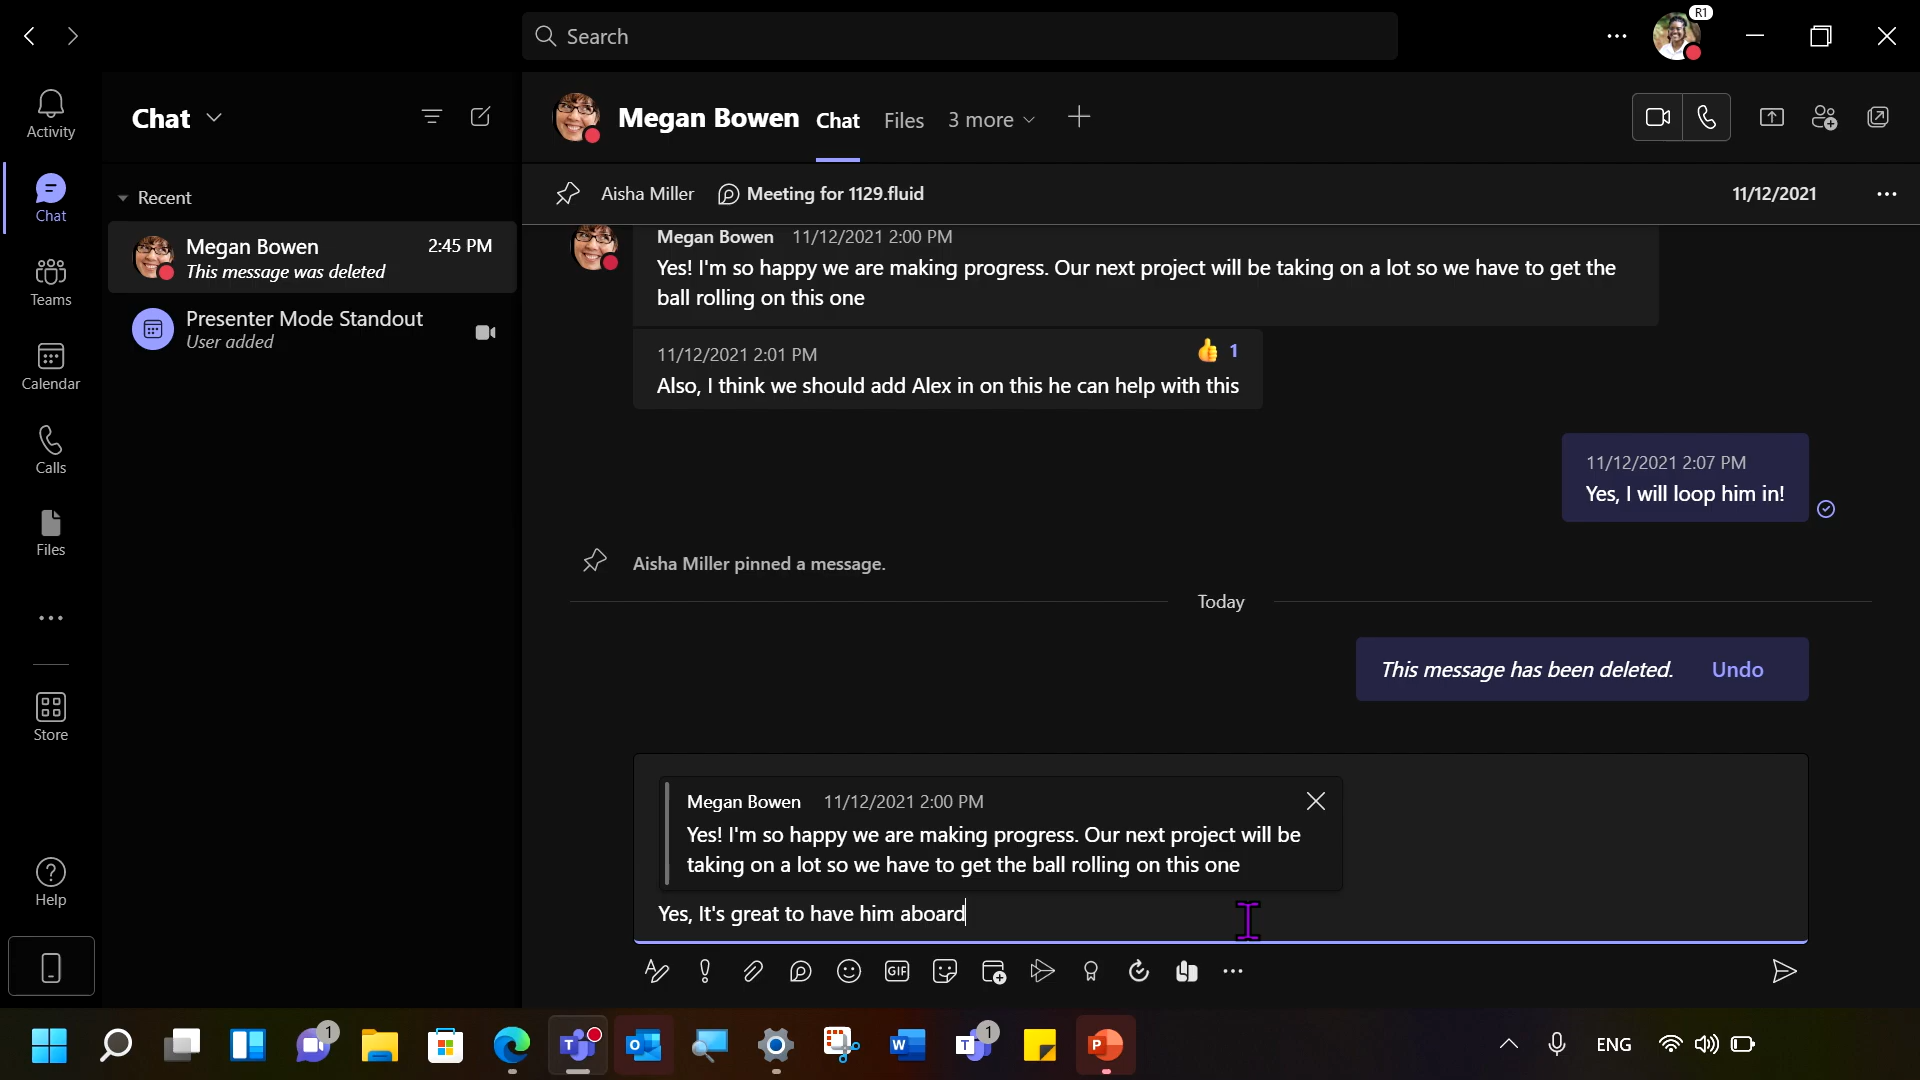 Search
R1
Activity
Chat
Teams
Calendar
Calls
Files
Store
Help
Chat
Recent
Megan Bowen 2:45 PM
This message was deleted
Presenter Mode Standout
User added
Megan Bowen Chat Files 3 more
Aisha Miller Meeting for 1129.fluid 11/12/2021
Megan Bowen 11/12/2021 2:00 PM
Yes! I'm so happy we are making progress. Our next project will be taking on a lot so we have to get the
ball rolling on this one
11/12/2021 2:01 PM 1
Also, I think we should add Alex in on this he can help with this
11/12/2021 2:07 PM
Yes, I will loop him in!
Aisha Miller pinned a message.
Today
This message has been deleted. Undo
Megan Bowen 11/12/2021 2:00 PM
Yes! I'm so happy we are making progress. Our next project will be
taking on a lot so we have to get the ball rolling on this one
Yes, It's great to have him aboard
GIF
1 T O W T 1 P ENG